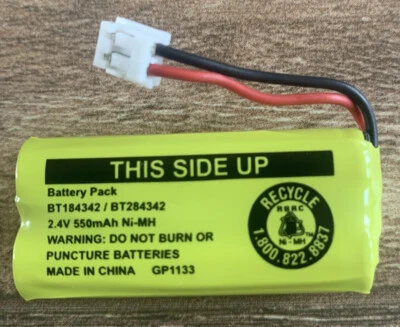 THIS SIDE UP
Battery Pack
BT184342 / BT284342
2.4V 550mAh Ni-MH
WARNING: DO NOT BURN OR
PUNCTURE BATTERIES
MADE IN CHINA GP1133
RECYCLE
RBRC
Ni-MH
TM
1.800.822.8837